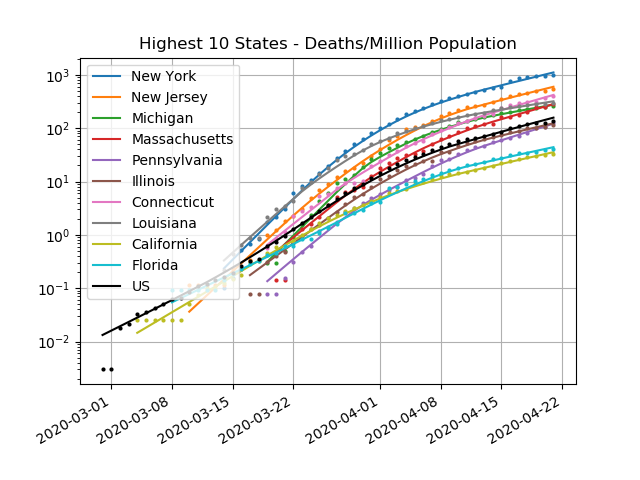 Highest 10 States - Deaths/Million Population
10³
10²
10¹
10⁰
10⁻¹
10⁻²
New York
New Jersey
Michigan
Massachusetts
Pennsylvania
Illinois
Connecticut
Louisiana
California
Florida
US
2020-03-01
2020-03-08
2020-03-15
2020-03-22
2020-04-01
2020-04-08
2020-04-15
2020-04-22